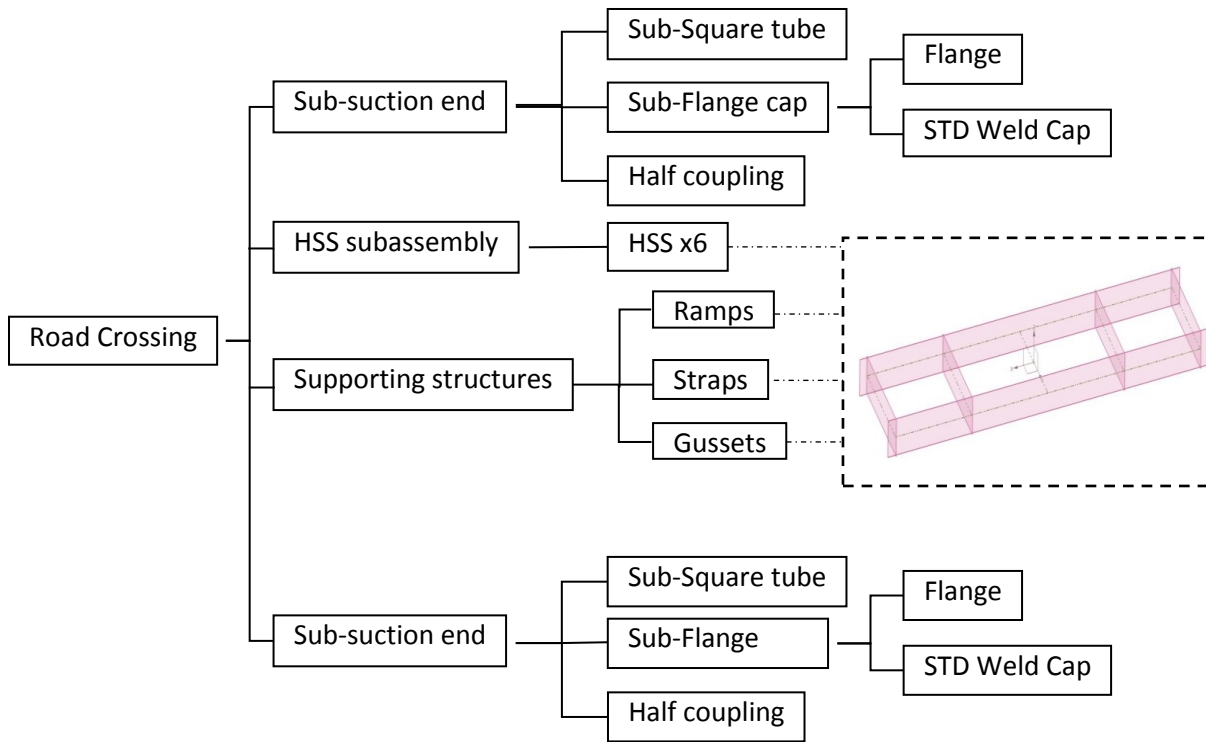 Road Crossing
Sub-suction end
Sub-Square tube
Sub-Flange cap
Flange
STD Weld Cap
Half coupling
HSS subassembly
HSS x6
Supporting structures
Ramps
Straps
Gussets
Sub-suction end
Sub-Square tube
Sub-Flange
Flange
STD Weld Cap
Half coupling